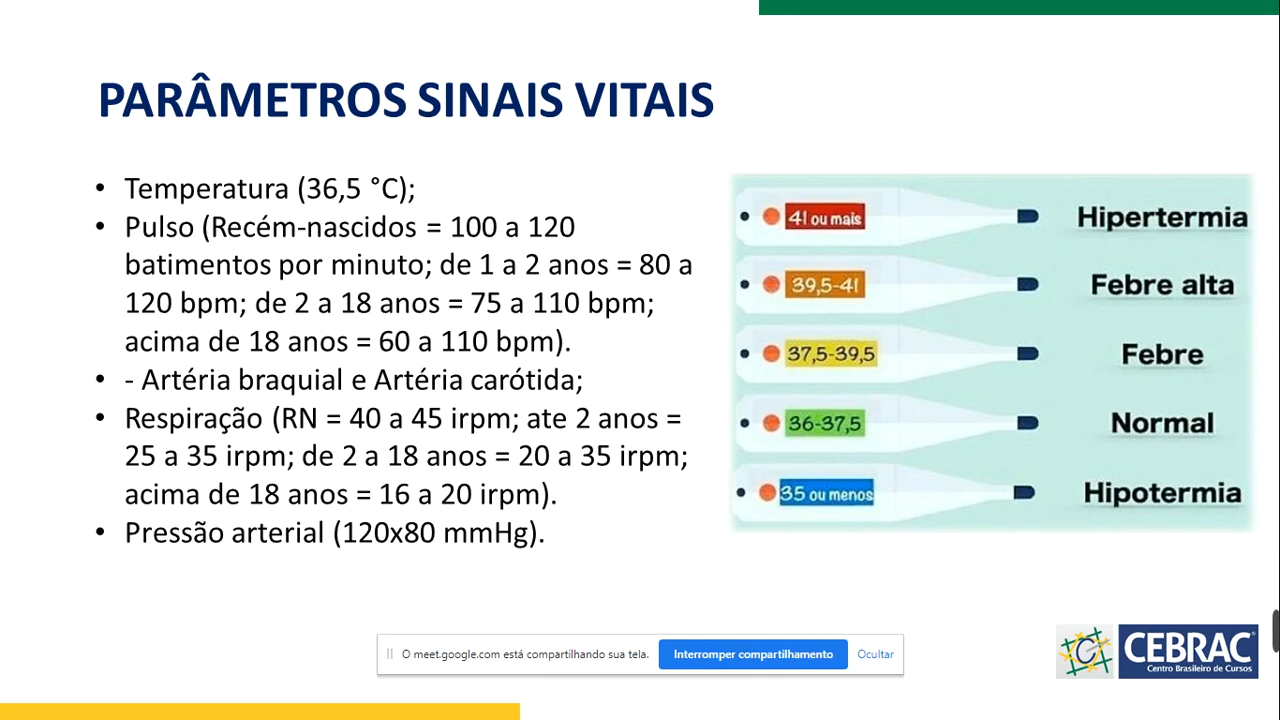 PARÂMETROS SINAIS VITAIS
• Temperatura (36,5 °C);
• Pulso (Recém-nascidos = 100 a 120
batimentos por minuto; de 1 a 2 anos = 80 a
120 bpm; de 2 a 18 anos = 75 a 110 bpm;
acima de 18 anos = 60 a 110 bpm).
• - Artéria braquial e Artéria carótida;
• Respiração (RN = 40 a 45 irpm; ate 2 anos =
25 a 35 irpm; de 2 a 18 anos = 20 a 35 irpm;
acima de 18 anos = 16 a 20 irpm).
• Pressão arterial (120x80 mmHg).
41 ou mais Hipertermia
39,5-41 Febre alta
37,5-39,5 Febre
36-37,5 Normal
35 ou menos Hipotermia
O meet.google.com está compartilhando sua tela. Interromper compartilhamento Ocultar
CEBRAC®
Centro Brasileiro de Cursos